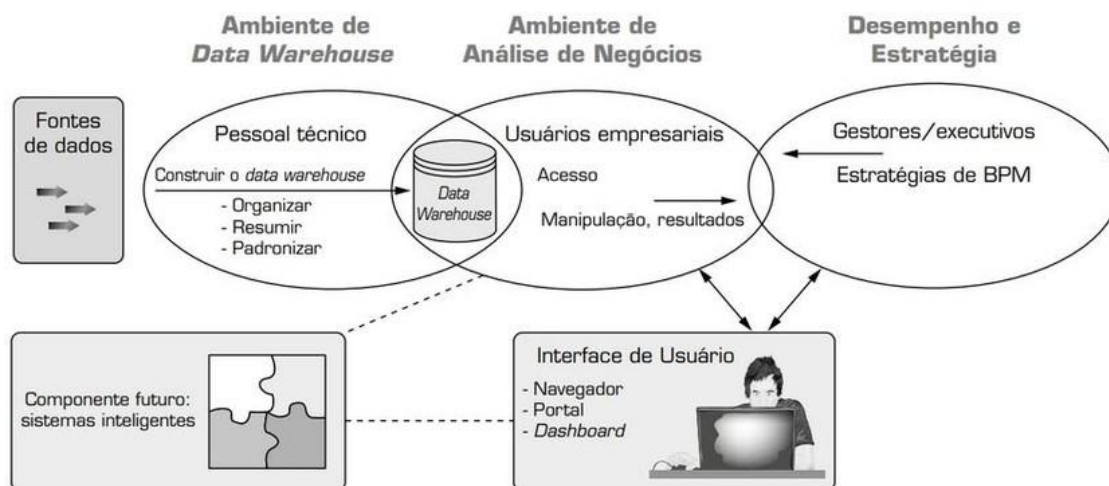 Ambiente de
Data Warehouse
Ambiente de
Análise de Negócios
Desempenho e
Estratégia
Fontes
de dados
Pessoal técnico
Construir o data warehouse
- Organizar
- Resumir
- Padronizar
Data
Warehouse
Usuários empresariais
Acesso
Manipulação, resultados
Gestores/executivos
Estratégias de BPM
Componente futuro:
sistemas inteligentes
Interface de Usuário
- Navegador
- Portal
- Dashboard